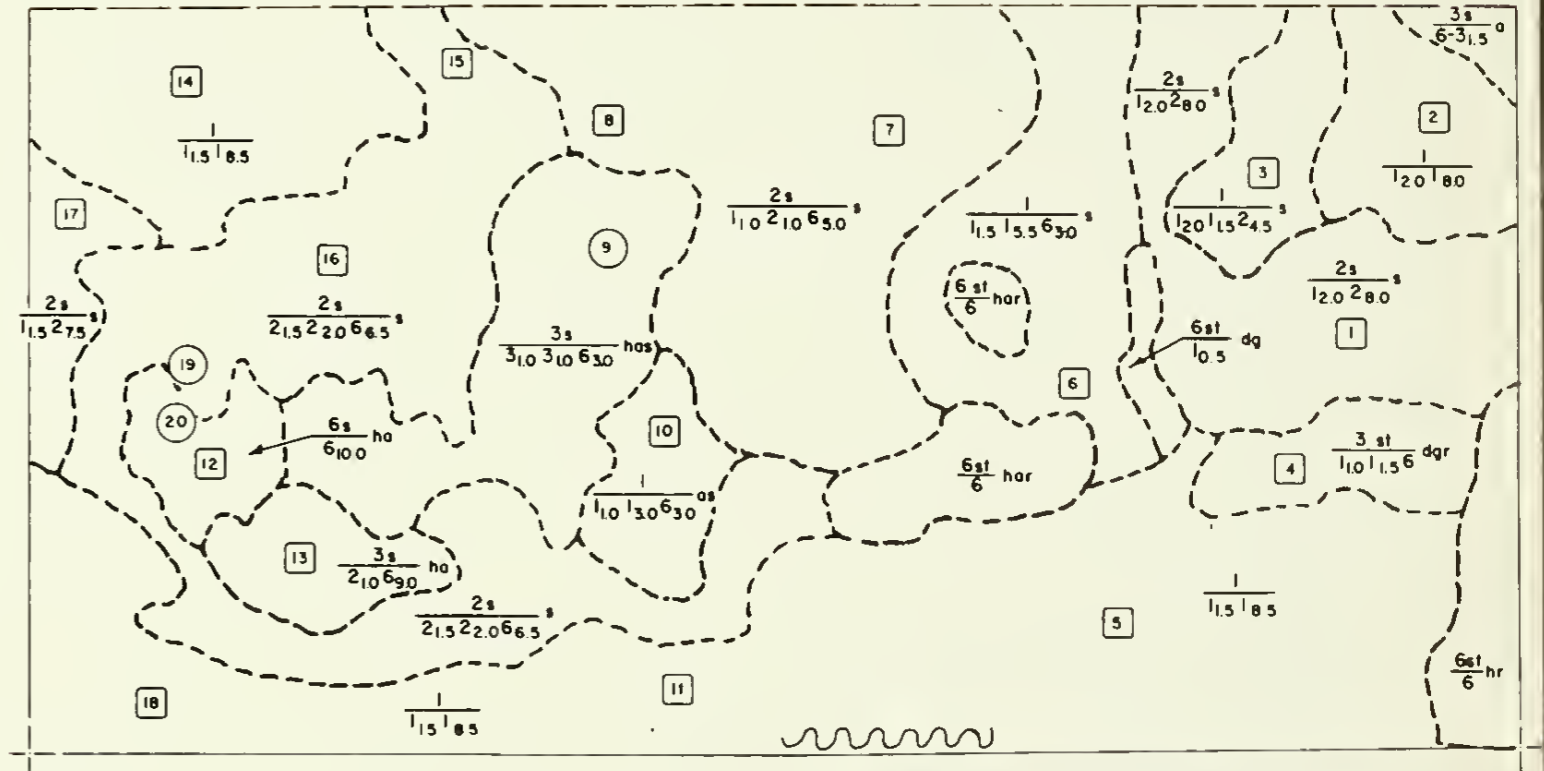 3s
6-3 1.5 a
15
14
2s
1 2.0 2 8.0 s
8
2
7
1
1 1.5 1 8.5
1
1 2.0 1 8.0
3
17
2s
1 1.0 2 1.0 6 5.0 s
1
1 1.5 1 5.5 6 3.0 s
1
1 2.0 1 1.5 2 4.5 s
9
16
2s
1 2.0 2 8.0 s
6 st
6 har
2s
1 1.5 2 7.5 s
2s
2 1.5 2 2.0 6 6.5 s
3s
3 1.0 3 1.0 6 3.0 has
6st
1 0.5 dg
1
19
6
20
6s
6 10.0 ha
10
12
3 st
1 1.0 1 1.5 6 dgr
4
6st
6 har
1
1 1.0 1 3.0 6 3.0 as
13
3s
2 1.0 6 9.0 ha
2s
2 1.5 2 2.0 6 6.5 s
1
1 1.5 1 8.5
5
6st
6 hr
11
18
1
1 1.5 1 8.5